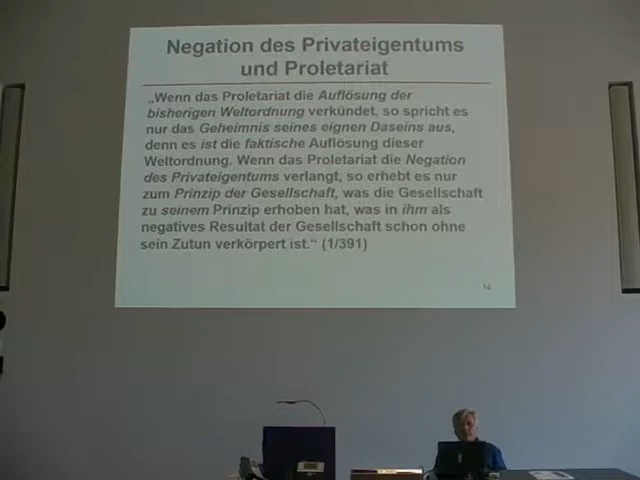 Negation des Privateigentums
und Proletariat
„Wenn das Proletariat die Auflösung der
bisherigen Weltordnung verkündet, so spricht es
nur das Geheimnis seines eignen Daseins aus,
denn es ist die faktische Auflösung dieser
Weltordnung. Wenn das Proletariat die Negation
des Privateigentums verlangt, so erhebt es nur
zum Prinzip der Gesellschaft, was die Gesellschaft
zu seinem Prinzip erhoben hat, was in ihm als
negatives Resultat der Gesellschaft schon ohne
sein Zutun verkörpert ist.“ (1/391)
14